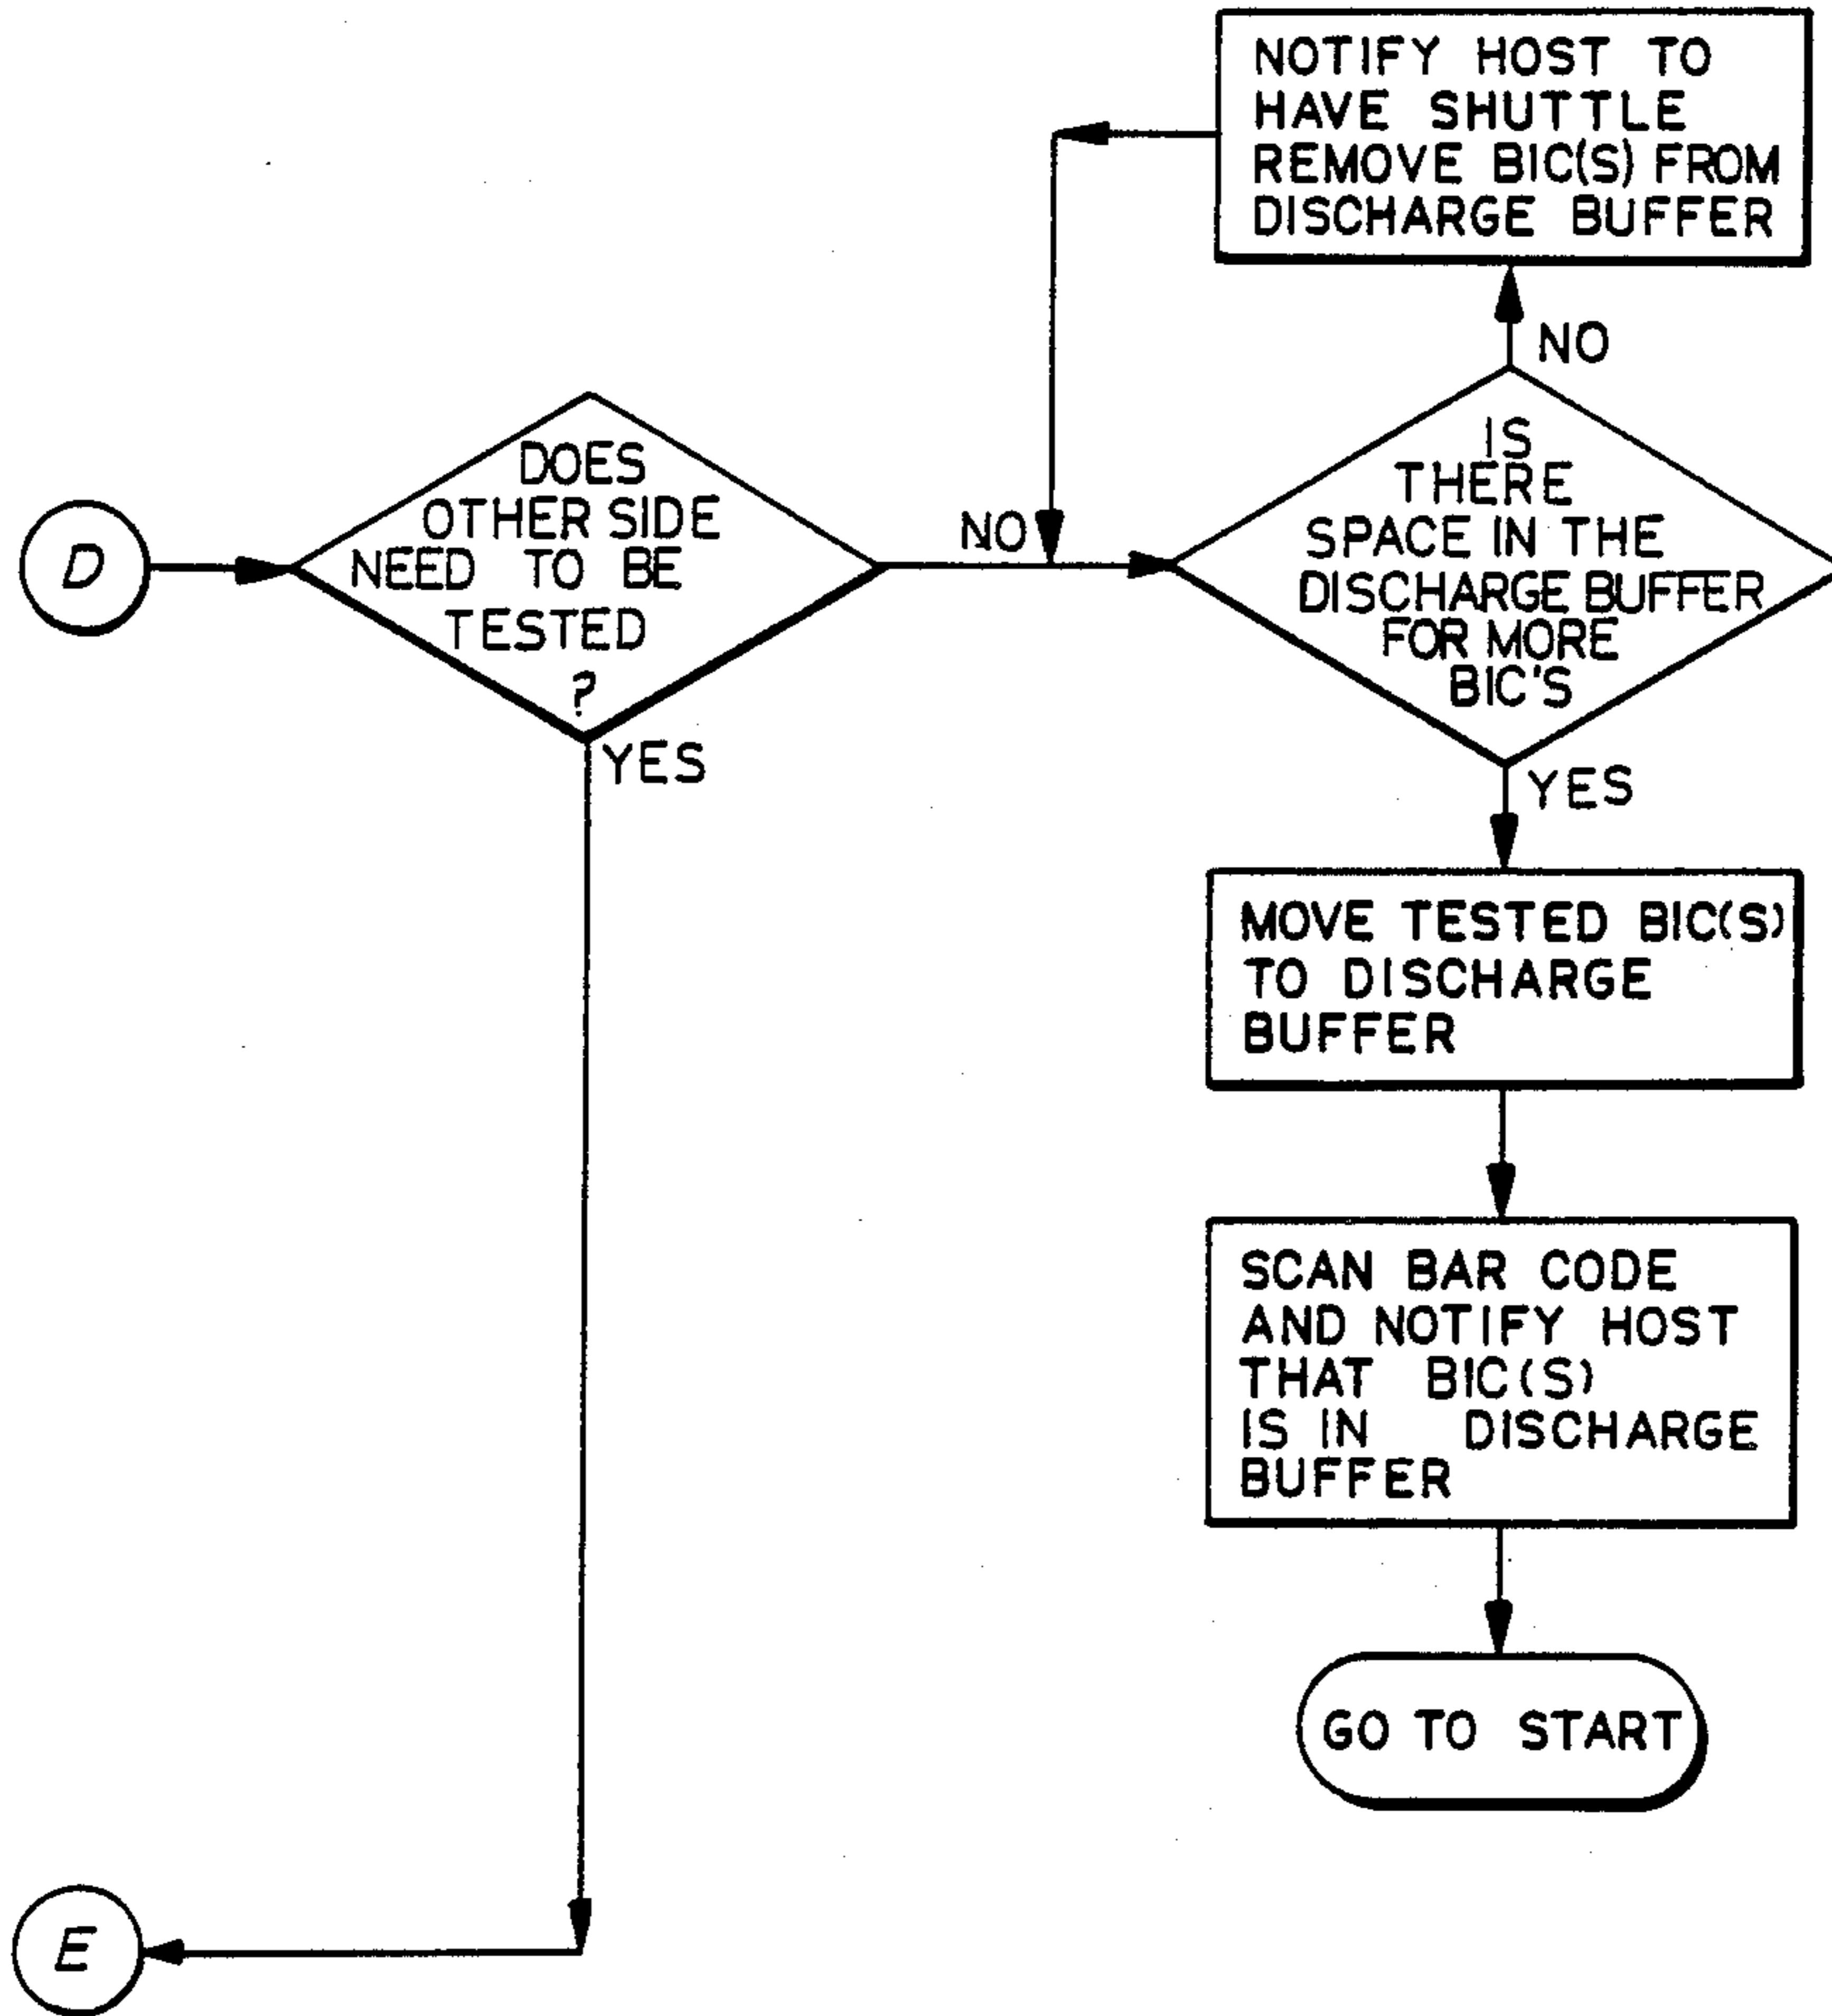 NOTIFY HOST TO
HAVE SHUTTLE
REMOVE BIC(S) FROM
DISCHARGE BUFFER
NO
D
DOES
OTHER SIDE
NEED TO BE
TESTED
?
NO
YES
IS
THERE
SPACE IN THE
DISCHARGE BUFFER
FOR MORE
BIC'S
YES
MOVE TESTED BIC(S)
TO DISCHARGE
BUFFER
SCAN BAR CODE
AND NOTIFY HOST
THAT BIC(S)
IS IN DISCHARGE
BUFFER
GO TO START
E